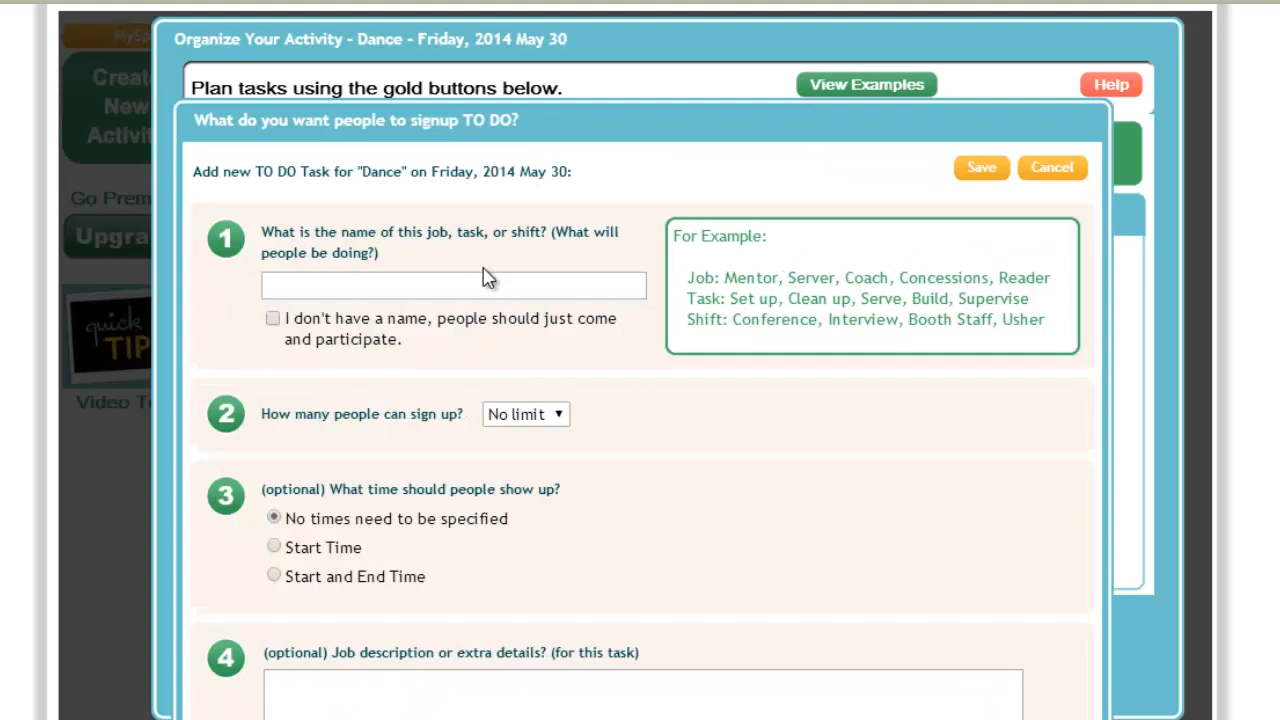 Organize Your Activity - Dance - Friday, 2014 May 30
Plan tasks using the gold buttons below.
View Examples
Help
What do you want people to signup TO DO?
Add new TO DO Task for "Dance" on Friday, 2014 May 30:
Save
Cancel
1
What is the name of this job, task, or shift? (What will
people be doing?)
I don't have a name, people should just come
and participate.
For Example:
Job: Mentor, Server, Coach, Concessions, Reader
Task: Set up, Clean up, Serve, Build, Supervise
Shift: Conference, Interview, Booth Staff, Usher
2
How many people can sign up?
No limit
3
(optional) What time should people show up?
No times need to be specified
Start Time
Start and End Time
4
(optional) Job description or extra details? (for this task)
MySp
Creat
New
Activi
Go Prem
Upgra
quick
TIP
Video T